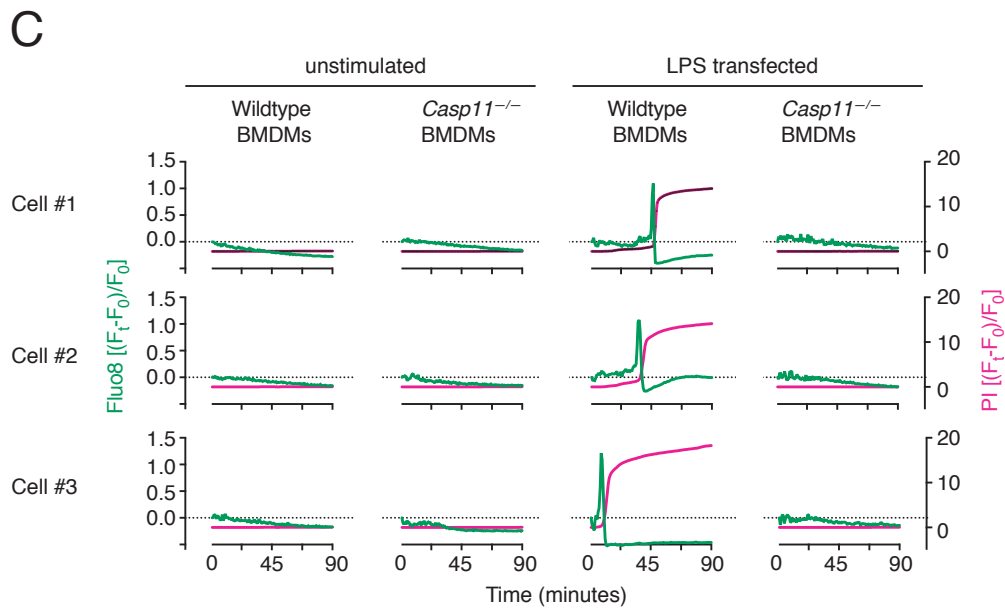 C
unstimulated
LPS transfected
Wildtype BMDMs
Casp11−/− BMDMs
Wildtype BMDMs
Casp11−/− BMDMs
Cell #1
1.5
1.0
0.5
0.0
20
10
0
Cell #2
1.5
1.0
0.5
0.0
20
10
0
Cell #3
1.5
1.0
0.5
0.0
20
10
0
Fluo8 [(Ft-F0)/F0]
PI [(Ft-F0)/F0]
0 45 90 0 45 90 0 45 90 0 45 90
Time (minutes)